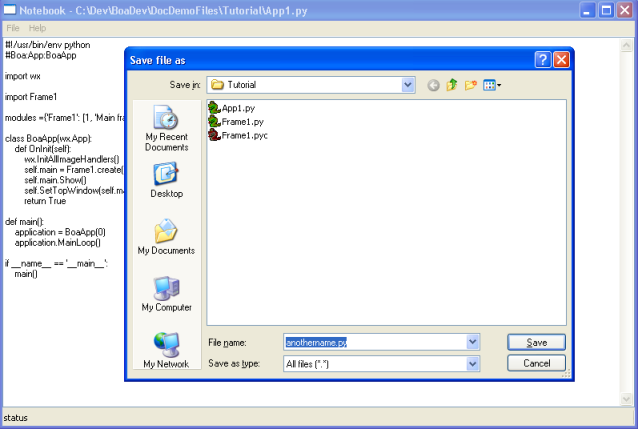 Notebook - C:\Dev\BoaDev\DocDemoFiles\Tutorial\App1.py
File Help
#!/usr/bin/env python
#Boa:App:BoaApp
import wx
import Frame1
modules ={'Frame1': [1, 'Main fra
class BoaApp(wx.App):
def OnInit(self):
wx.InitAllImageHandlers()
self.main = Frame1.create(
self.main.Show()
self.SetTopWindow(self.ma
return True
def main():
application = BoaApp(0)
application.MainLoop()
if __name__ == '__main__':
main()
Save file as
Save in: Tutorial
My Recent
Documents
Desktop
My Documents
My Computer
My Network
App1.py
Frame1.py
Frame1.pyc
File name: anothername.py Save
Save as type: All files (*.*) Cancel
status